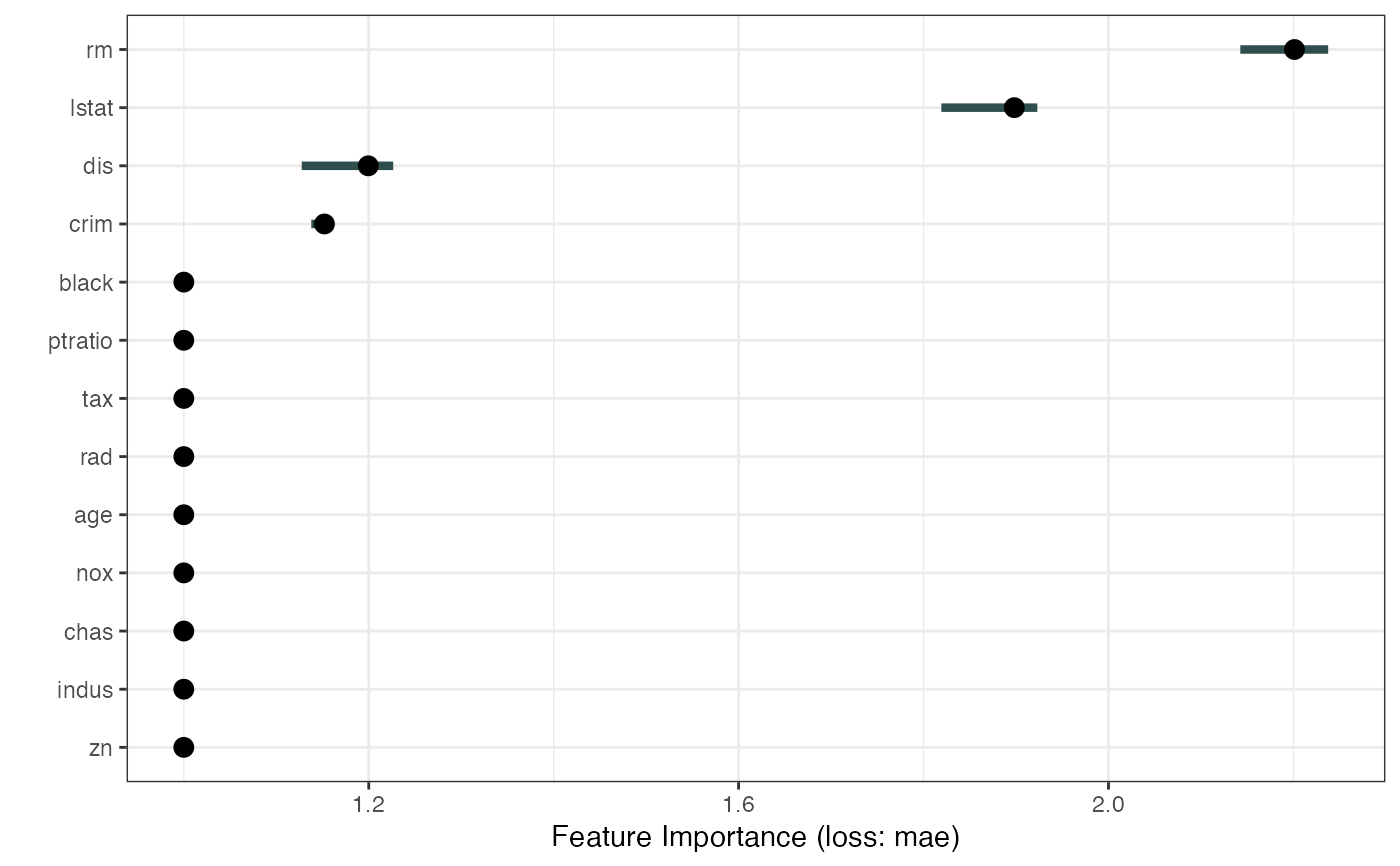 rm
lstat
dis
crim
black
ptratio
tax
rad
age
nox
chas
indus
zn
1.2 1.6 2.0
Feature Importance (loss: mae)